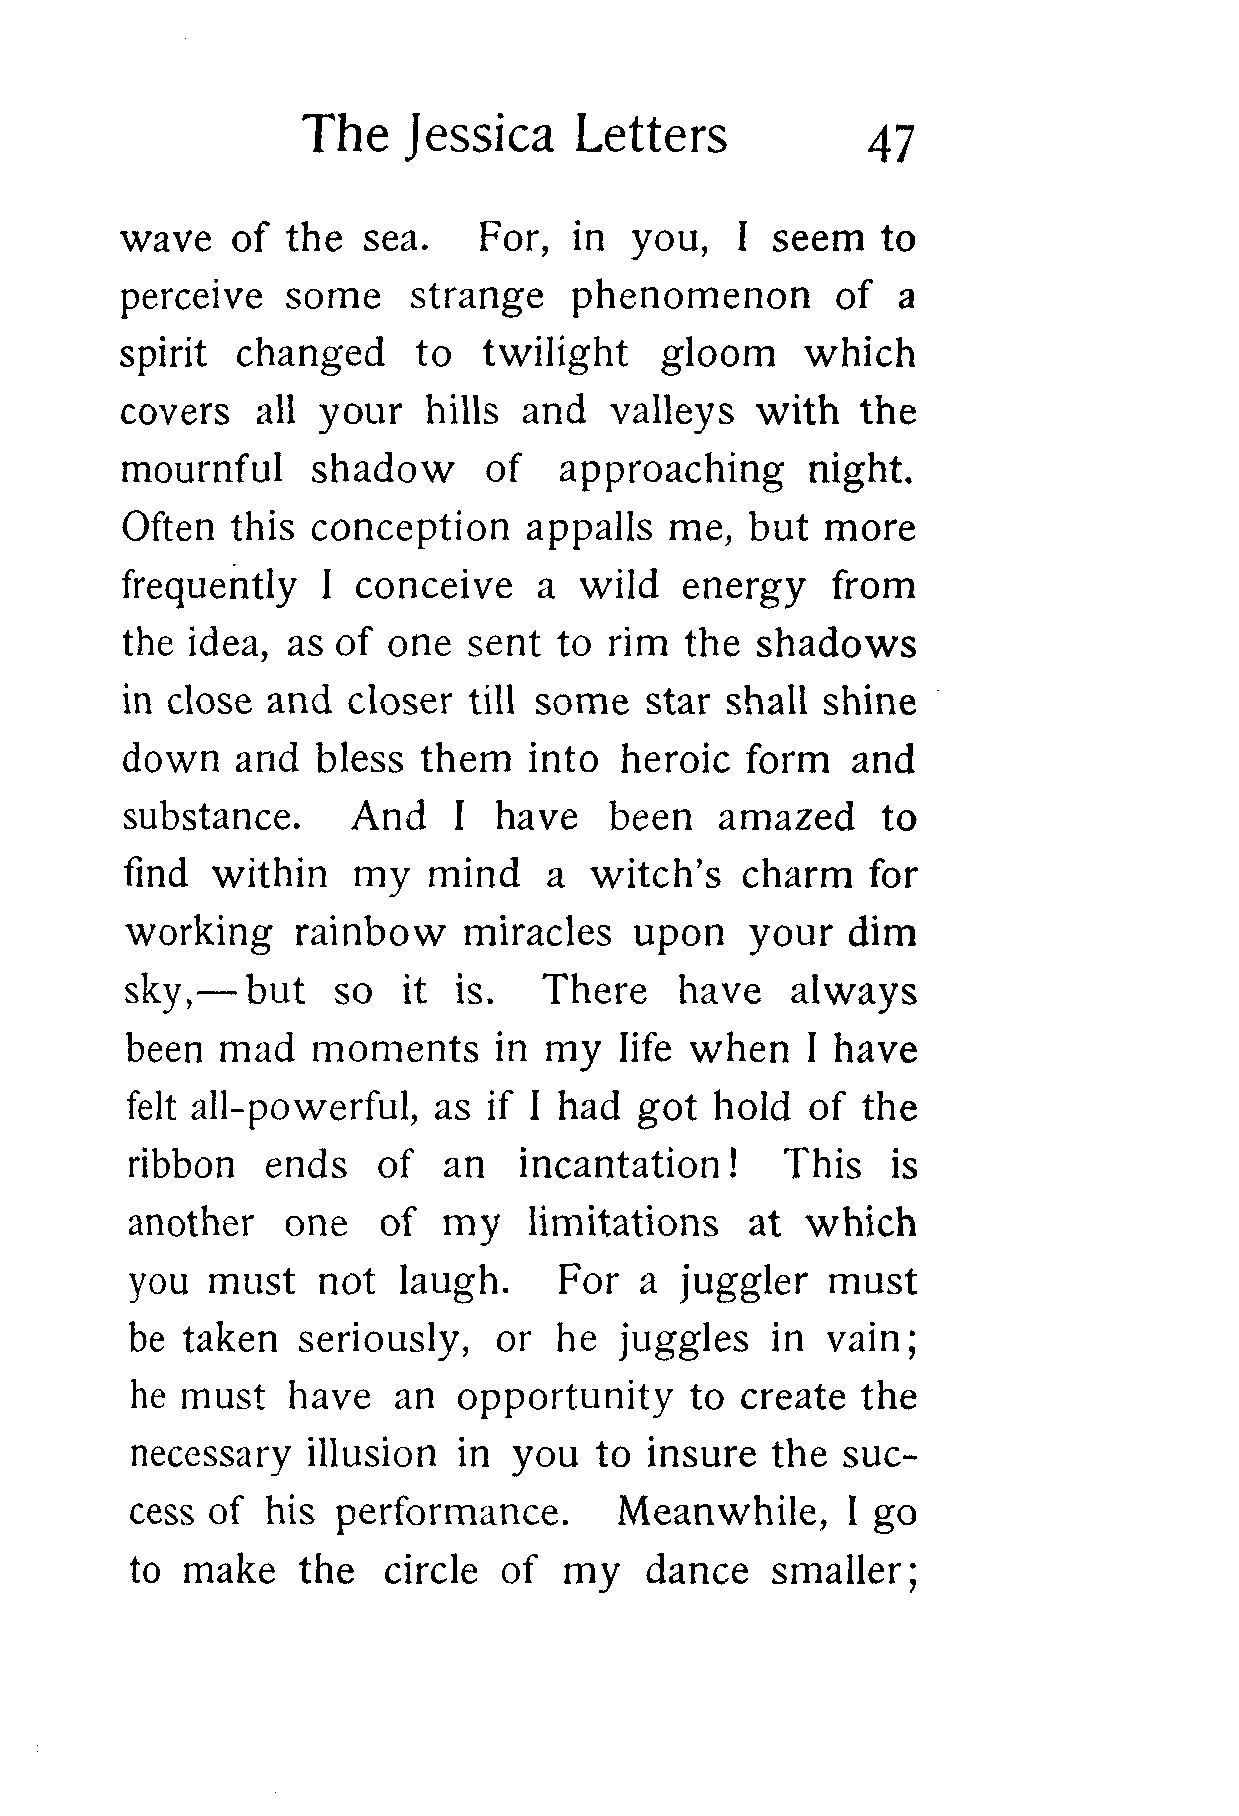 The Jessica Letters 47
wave of the sea. For, in you, I seem to
perceive some strange phenomenon of a
spirit changed to twilight gloom which
covers all your hills and valleys with the
mournful shadow of approaching night.
Often this conception appalls me, but more
frequently I conceive a wild energy from
the idea, as of one sent to rim the shadows
in close and closer till some star shall shine
down and bless them into heroic form and
substance. And I have been amazed to
find within my mind a witch's charm for
working rainbow miracles upon your dim
sky,—but so it is. There have always
been mad moments in my life when I have
felt all-powerful, as if I had got hold of the
ribbon ends of an incantation! This is
another one of my limitations at which
you must not laugh. For a juggler must
be taken seriously, or he juggles in vain;
he must have an opportunity to create the
necessary illusion in you to insure the suc-
cess of his performance. Meanwhile, I go
to make the circle of my dance smaller;